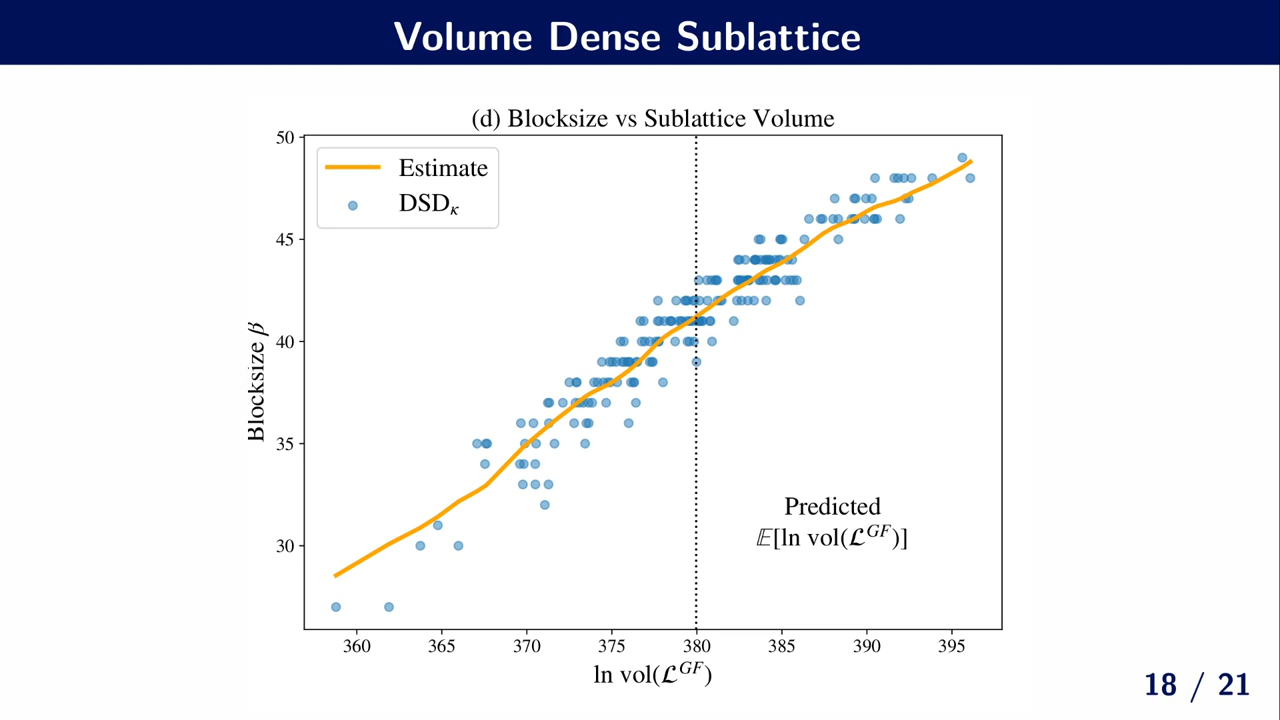 Volume Dense Sublattice
(d) Blocksize vs Sublattice Volume
Estimate
DSD_κ
Blocksize β
50
45
40
35
30
Predicted
𝔼[ln vol(ℒ^{GF})]
360 365 370 375 380 385 390 395
ln vol(ℒ^{GF})
18 / 21